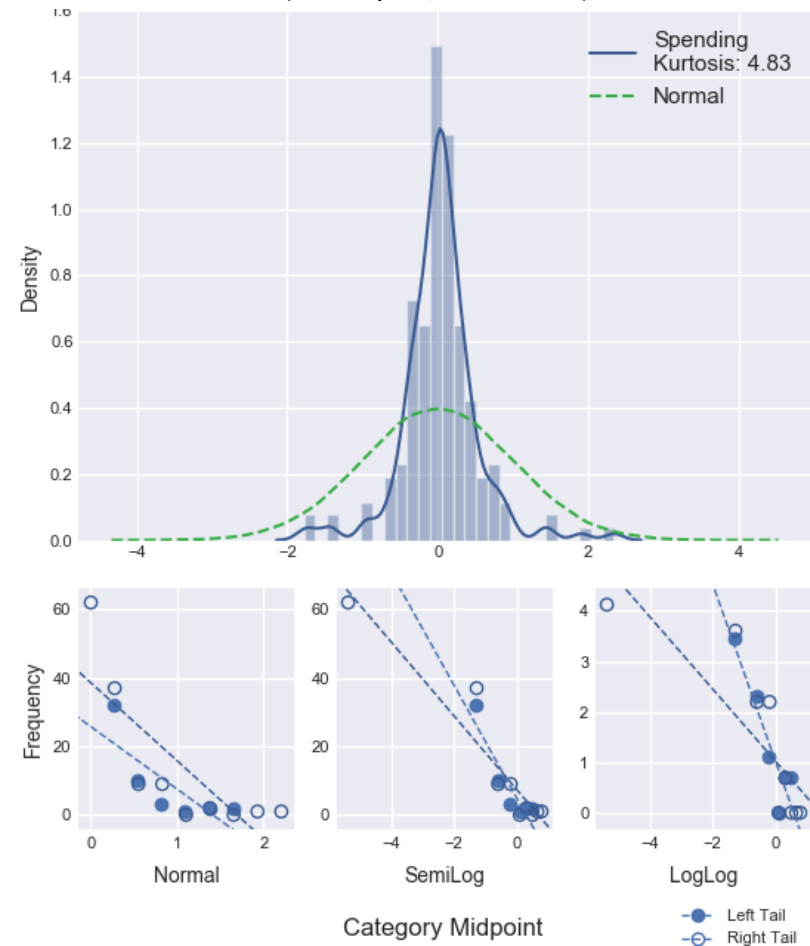 1.6
Spending
Kurtosis: 4.83
Normal
1.4
1.2
1.0
0.8
0.6
0.4
0.2
0.0
Density
−4 −2 0 2 4
60
40
20
0
Frequency
0 1 2
Normal
60
40
20
0
−4 −2 0
SemiLog
4
3
2
1
0
−4 −2 0
LogLog
Category Midpoint
Left Tail
Right Tail